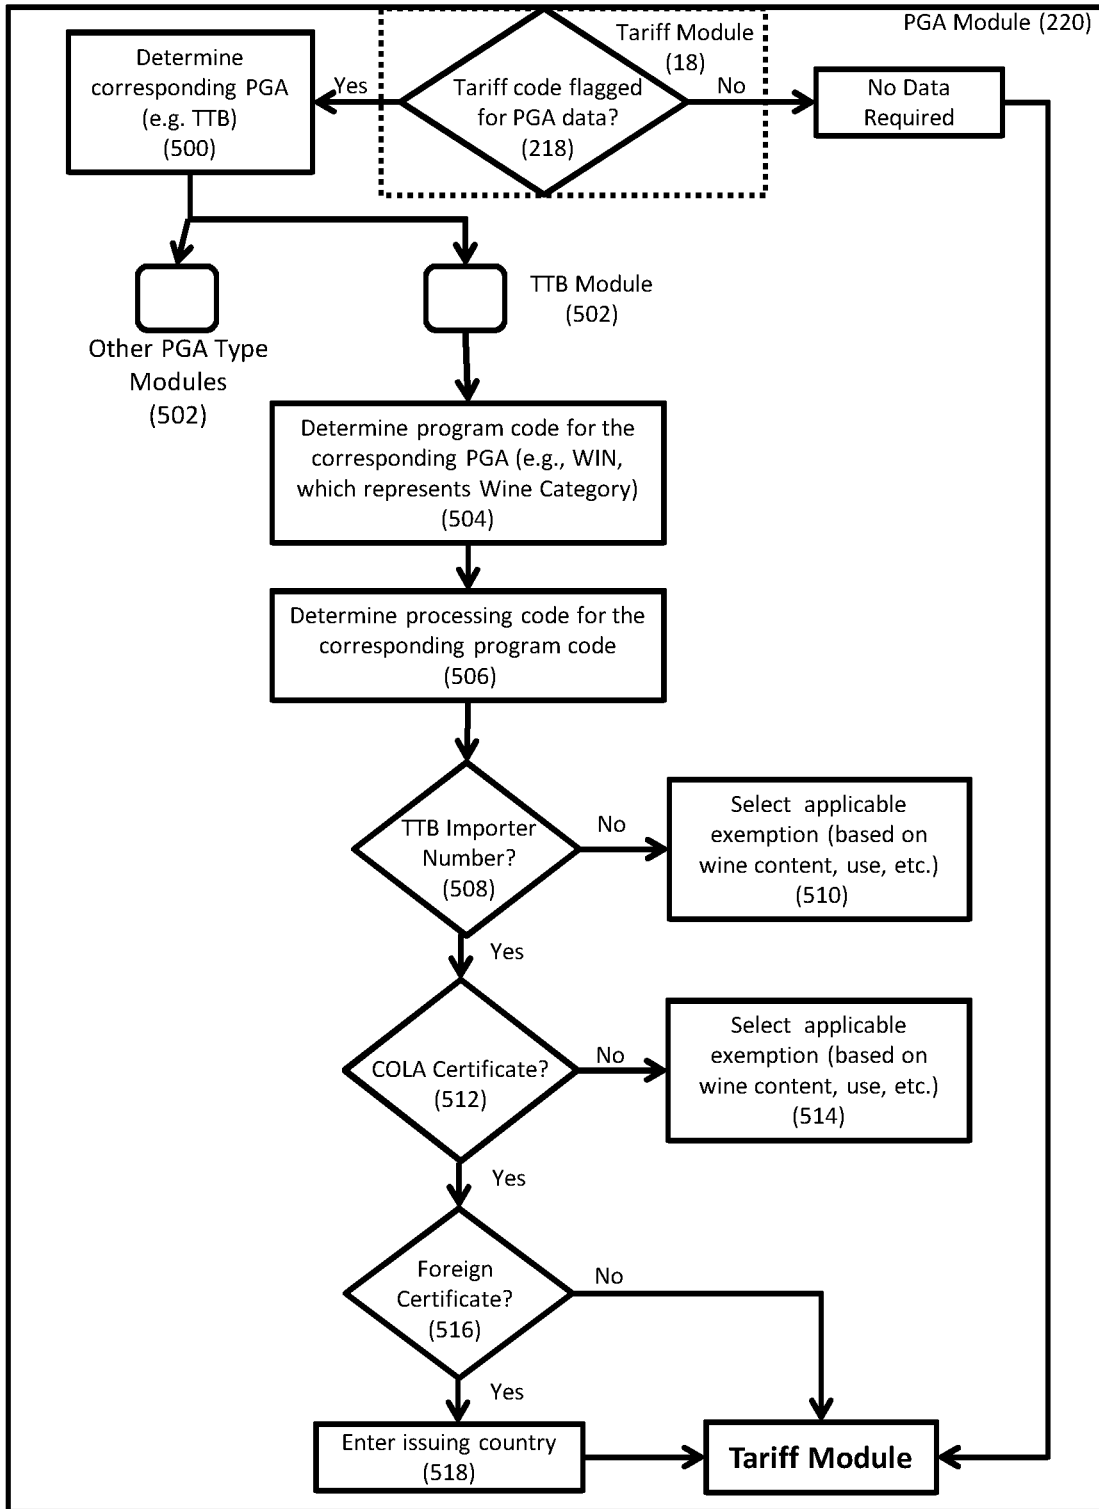 PGA Module (220)
Tariff Module
(18)
Determine
corresponding PGA
(e.g. TTB)
(500)
Yes
Tariff code flagged
for PGA data?
(218)
No
No Data
Required
TTB Module
(502)
Other PGA Type
Modules
(502)
Determine program code for the
corresponding PGA (e.g., WIN,
which represents Wine Category)
(504)
Determine processing code for the
corresponding program code
(506)
TTB Importer
Number?
(508)
No
Select applicable
exemption (based on
wine content, use, etc.)
(510)
Yes
COLA Certificate?
(512)
No
Select applicable
exemption (based on
wine content, use, etc.)
(514)
Yes
Foreign
Certificate?
(516)
No
Yes
Enter issuing country
(518)
Tariff Module